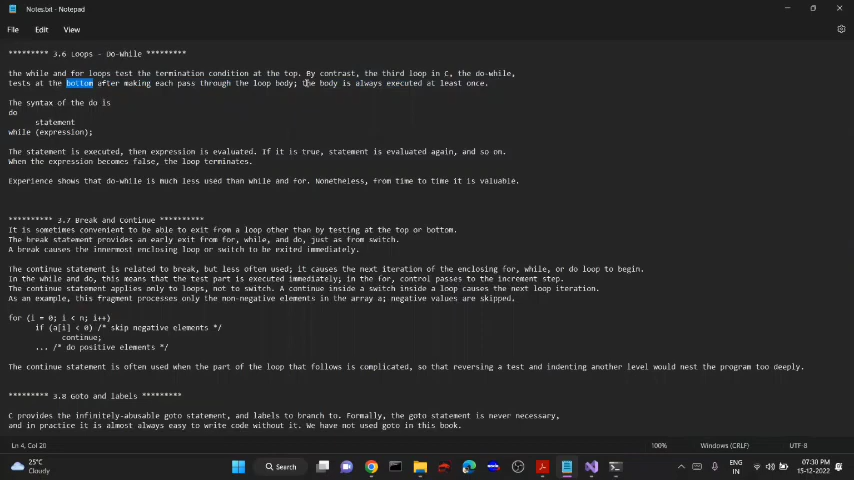 Notes.txt - Notepad
File Edit View
********* 3.6 Loops - Do-While *********
the while and for loops test the termination condition at the top. By contrast, the third loop in C, the do-while,
tests at the bottom after making each pass through the loop body; the body is always executed at least once.
The syntax of the do is
do
statement
while (expression);
The statement is executed, then expression is evaluated. If it is true, statement is evaluated again, and so on.
When the expression becomes false, the loop terminates.
Experience shows that do-while is much less used than while and for. Nonetheless, from time to time it is valuable.
********** 3.7 Break and Continue **********
It is sometimes convenient to be able to exit from a loop other than by testing at the top or bottom.
The break statement provides an early exit from for, while, and do, just as from switch.
A break causes the innermost enclosing loop or switch to be exited immediately.
The continue statement is related to break, but less often used; it causes the next iteration of the enclosing for, while, or do loop to begin.
In the while and do, this means that the test part is executed immediately; in the for, control passes to the increment step.
The continue statement applies only to loops, not to switch. A continue inside a switch inside a loop causes the next loop iteration.
As an example, this fragment processes only the non-negative elements in the array a; negative values are skipped.
for (i = 0; i < n; i++)
if (a[i] < 0) /* skip negative elements */
continue;
... /* do positive elements */
The continue statement is often used when the part of the loop that follows is complicated, so that reversing a test and indenting another level would nest the program too deeply.
********* 3.8 Goto and labels *********
C provides the infinitely-abusable goto statement, and labels to branch to. Formally, the goto statement is never necessary,
and in practice it is almost always easy to write code without it. We have not used goto in this book.
Ln 4, Col 20 100% Windows (CRLF) UTF-8
25°C
Cloudy
Search
ENG
IN
07:30 PM
15-12-2022